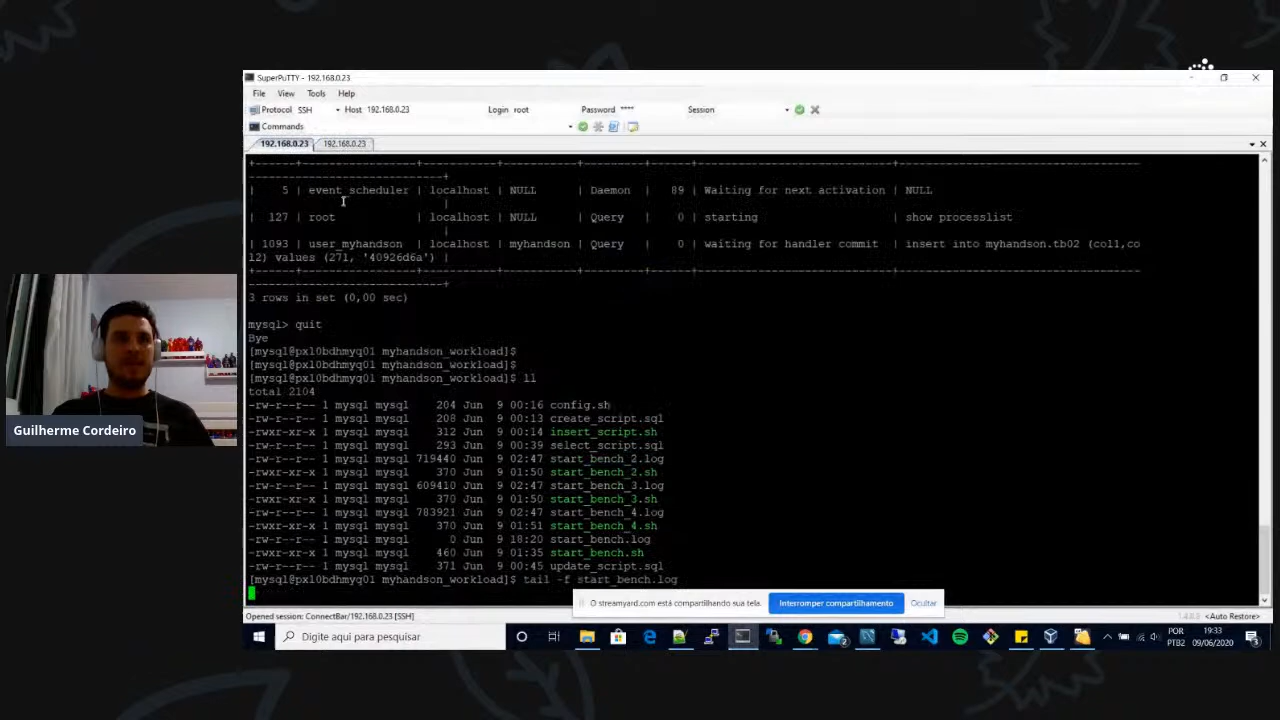 SuperPuTTY - 192.168.0.23
File View Tools Help
Protocol SSH Host 192.168.0.23 Login root Password **** Session
Commands
192.168.0.23 192.168.0.23
+------+-----------------+-----------+-----------+---------+------+----------------------------+------------------------------------
-----------------------------+
| 5 | event_scheduler | localhost | NULL | Daemon | 89 | Waiting for next activation | NULL
|
| 127 | root | localhost | NULL | Query | 0 | starting | show processlist
|
| 1093 | user_myhandson | localhost | myhandson | Query | 0 | waiting for handler commit | insert into myhandson.tb02 (col1,co
l2) values (271, '40926d6a') |
+------+-----------------+-----------+-----------+---------+------+----------------------------+------------------------------------
-----------------------------+
3 rows in set (0,00 sec)
mysql> quit
Bye
[mysql@pxl0bdhmyq01 myhandson_workload]$
[mysql@pxl0bdhmyq01 myhandson_workload]$
[mysql@pxl0bdhmyq01 myhandson_workload]$ ll
total 2104
-rw-r--r-- 1 mysql mysql 204 Jun 9 00:16 config.sh
-rw-r--r-- 1 mysql mysql 208 Jun 9 00:13 create_script.sql
-rwxr-xr-x 1 mysql mysql 312 Jun 9 00:14 insert_script.sh
-rw-r--r-- 1 mysql mysql 293 Jun 9 00:39 select_script.sql
-rw-r--r-- 1 mysql mysql 719440 Jun 9 02:47 start_bench_2.log
-rwxr-xr-x 1 mysql mysql 370 Jun 9 01:50 start_bench_2.sh
-rw-r--r-- 1 mysql mysql 609410 Jun 9 02:47 start_bench_3.log
-rwxr-xr-x 1 mysql mysql 370 Jun 9 01:50 start_bench_3.sh
-rw-r--r-- 1 mysql mysql 783921 Jun 9 02:47 start_bench_4.log
-rwxr-xr-x 1 mysql mysql 370 Jun 9 01:51 start_bench_4.sh
-rw-r--r-- 1 mysql mysql 0 Jun 9 18:20 start_bench.log
-rwxr-xr-x 1 mysql mysql 460 Jun 9 01:35 start_bench.sh
-rw-r--r-- 1 mysql mysql 371 Jun 9 00:45 update_script.sql
[mysql@pxl0bdhmyq01 myhandson_workload]$ tail -f start_bench.log
Guilherme Cordeiro
O streamyard.com está compartilhando sua tela. Interromper compartilhamento Ocultar
Opened session: ConnectBar/192.168.0.23 [SSH] <Auto Restore>
Digite aqui para pesquisar
POR
PTB2
19:33
09/06/2020